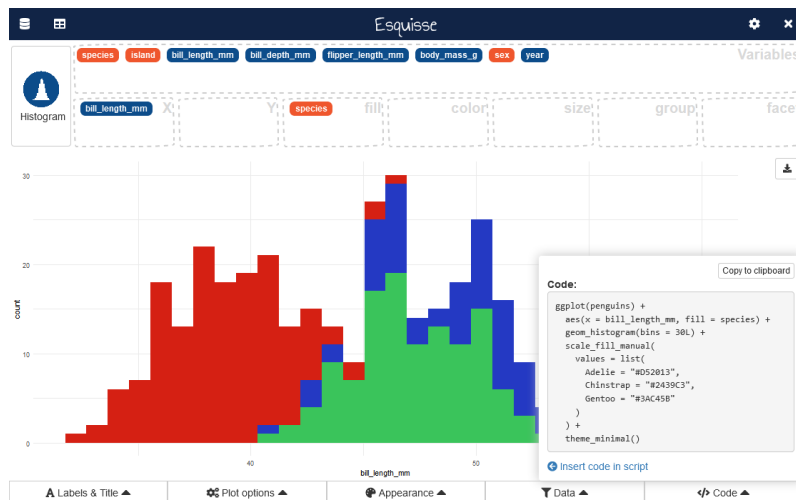 Esquisse
species island bill_length_mm bill_depth_mm flipper_length_mm body_mass_g sex year Variables
Histogram
bill_length_mm X Y species fill color size group face
30
20
10
0
count
40 50
bill_length_mm
Copy to clipboard
Code:
ggplot(penguins) +
  aes(x = bill_length_mm, fill = species) +
  geom_histogram(bins = 30L) +
  scale_fill_manual(
    values = list(
      Adelie = "#D52013",
      Chinstrap = "#2439C3",
      Gentoo = "#3AC45B"
    )
  ) +
  theme_minimal()
Insert code in script
Labels & Title Plot options Appearance Data Code